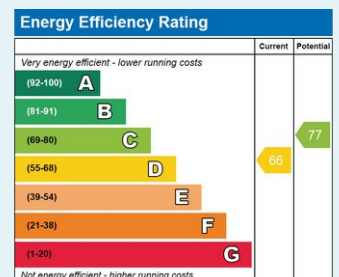 Energy Efficiency Rating
Current Potential
Very energy efficient - lower running costs
(92-100) A
(81-91) B
(69-80) C 77
(55-68) D 66
(39-54) E
(21-38) F
(1-20) G
Not energy efficient - higher running costs